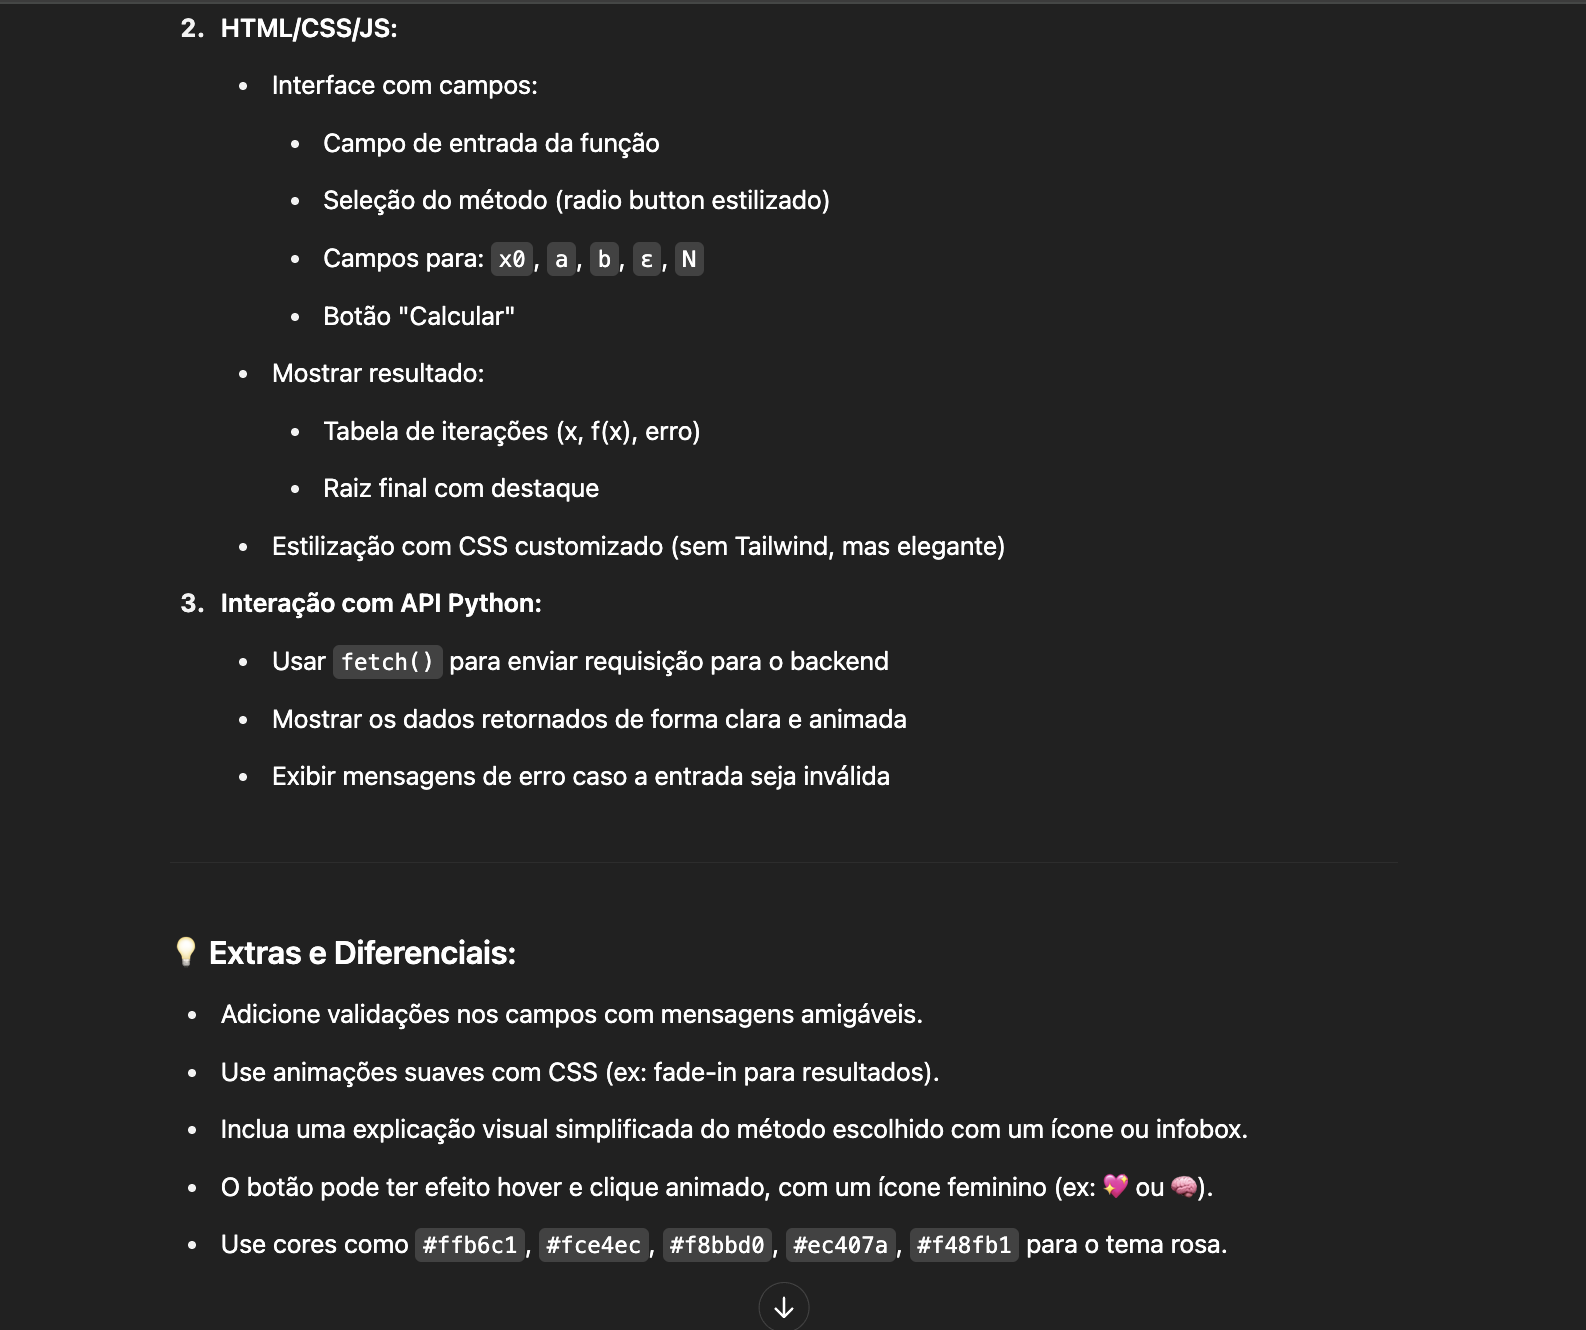 2. HTML/CSS/JS:
• Interface com campos:
• Campo de entrada da função
• Seleção do método (radio button estilizado)
• Campos para: x0, a, b, ε, N
• Botão "Calcular"
• Mostrar resultado:
• Tabela de iterações (x, f(x), erro)
• Raiz final com destaque
• Estilização com CSS customizado (sem Tailwind, mas elegante)
3. Interação com API Python:
• Usar fetch() para enviar requisição para o backend
• Mostrar os dados retornados de forma clara e animada
• Exibir mensagens de erro caso a entrada seja inválida
💡 Extras e Diferenciais:
• Adicione validações nos campos com mensagens amigáveis.
• Use animações suaves com CSS (ex: fade-in para resultados).
• Inclua uma explicação visual simplificada do método escolhido com um ícone ou infobox.
• O botão pode ter efeito hover e clique animado, com um ícone feminino (ex: 💖 ou 🧠).
• Use cores como #ffb6c1, #fce4ec, #f8bbd0, #ec407a, #f48fb1 para o tema rosa.